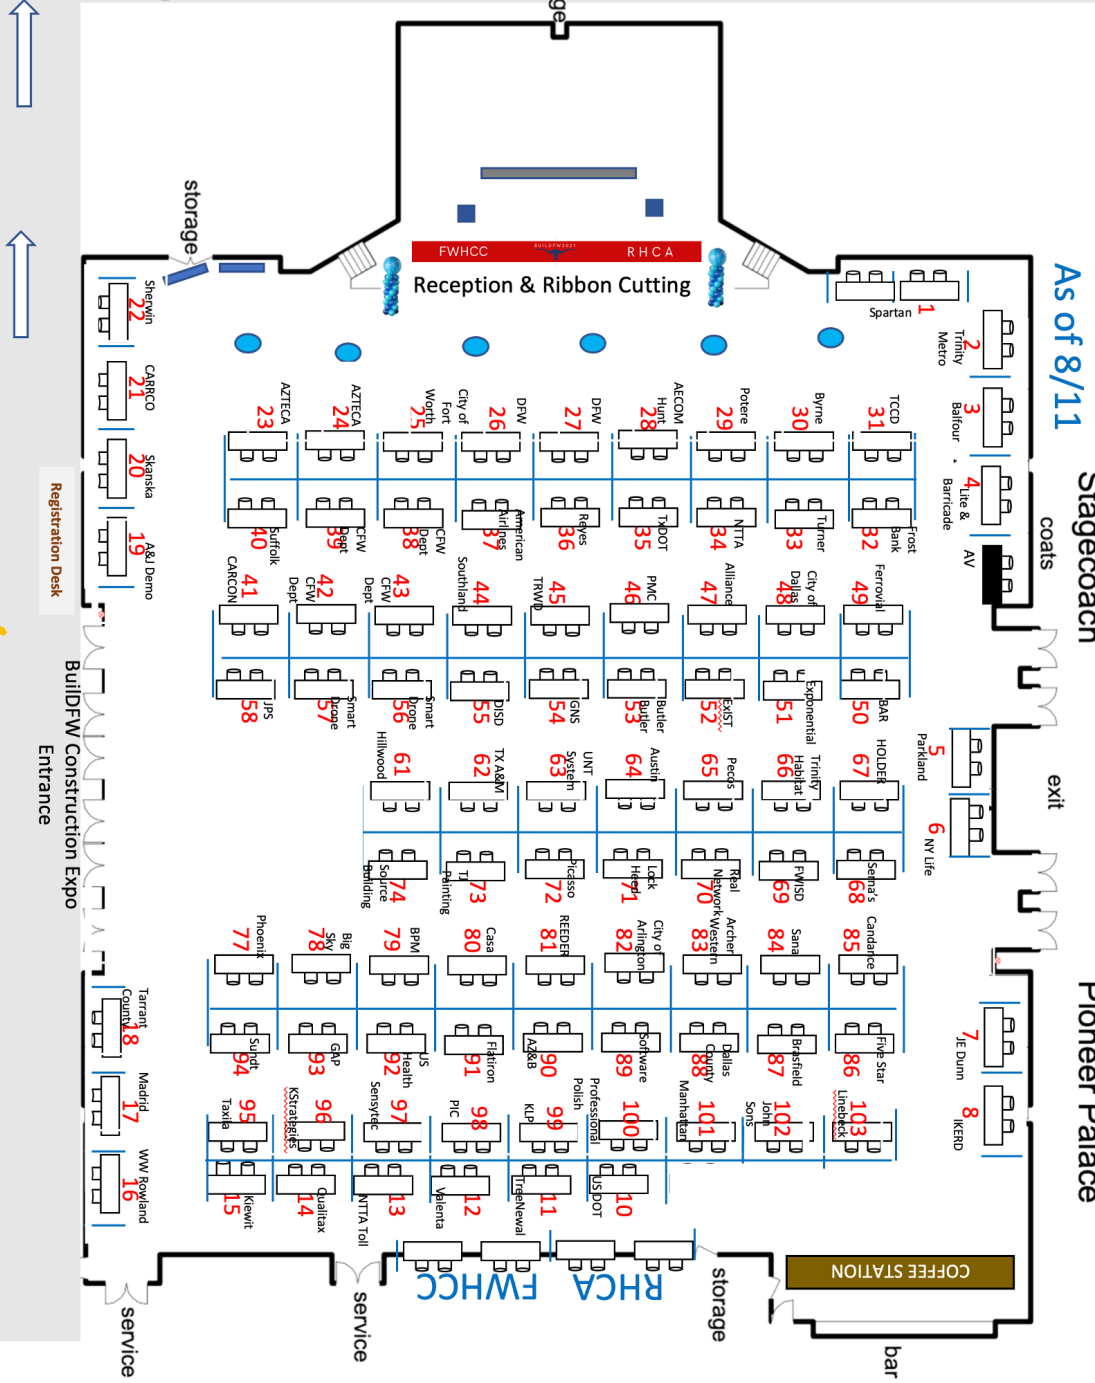 ge
storage
FWHCC
BUILDFW2021
RHCA
Reception & Ribbon Cutting
As of 8/11
Stagecoach
Pioneer Palace
coats
exit
AV
1
Spartan
2
Trinity
Metro
3
Balfour
4
Lite &
Barricade
5
Parkland
6
NY Life
7
JE Dunn
8
IKERD
22
Sherwin
21
CARRCO
20
Skanska
19
A&J Demo
Registration Desk
BuilDFW Construction Expo
Entrance
18
Tarrant
County
17
Madrid
16
WW Rowland
23
AZTECA
24
AZTECA
25
City of
Fort
Worth
26
DFW
27
DFW
28
AECOM
Hunt
29
Potere
30
Byrne
31
TCCD
40
Suffolk
39
CFW
Dept
38
CFW
Dept
37
American
Airlines
36
Reyes
35
TxDOT
34
NTTA
33
Turner
32
Frost
Bank
41
CARCON
42
CFW
Dept
43
CFW
Dept
44
Southland
45
TRWD
46
PMC
47
Alliance
48
City of
Dallas
49
Ferrovial
58
JPS
57
Smart
Drone
56
Smart
Drone
55
DISD
54
GNS
53
Butler
Butler
52
ExIST
51
Exponential
50
BAR
61
Hillwood
62
TX A&M
63
UNT
System
64
Austin
65
Pecos
66
Trinity
Habitat
67
HOLDER
74
Source
Building
73
TJ
Painting
72
Picasso
71
Lock
Heed
70
Real
Network
69
FWISD
68
Serma's
77
Phoenix
78
Big
Sky
79
BPM
80
Casa
81
REEDER
82
City of
Arlington
83
Archer
Western
84
Sana
85
Candance
94
Sundt
93
GAP
92
US
Health
91
Flatiron
90
AZ&B
89
Software
88
Dallas
County
87
Brasfield
86
Five Star
95
Taxila
96
KStrategies
97
Sensytec
98
PIC
99
KLP
100
Professional
Polish
101
Manhattan
102
John
Sons
103
Linebeck
15
Kiewit
14
Qualitax
13
NTTA Toll
12
Valenta
11
TreeNewal
10
US DOT
FWHCC
RHCA
COFFEE STATION
storage
service
service
bar